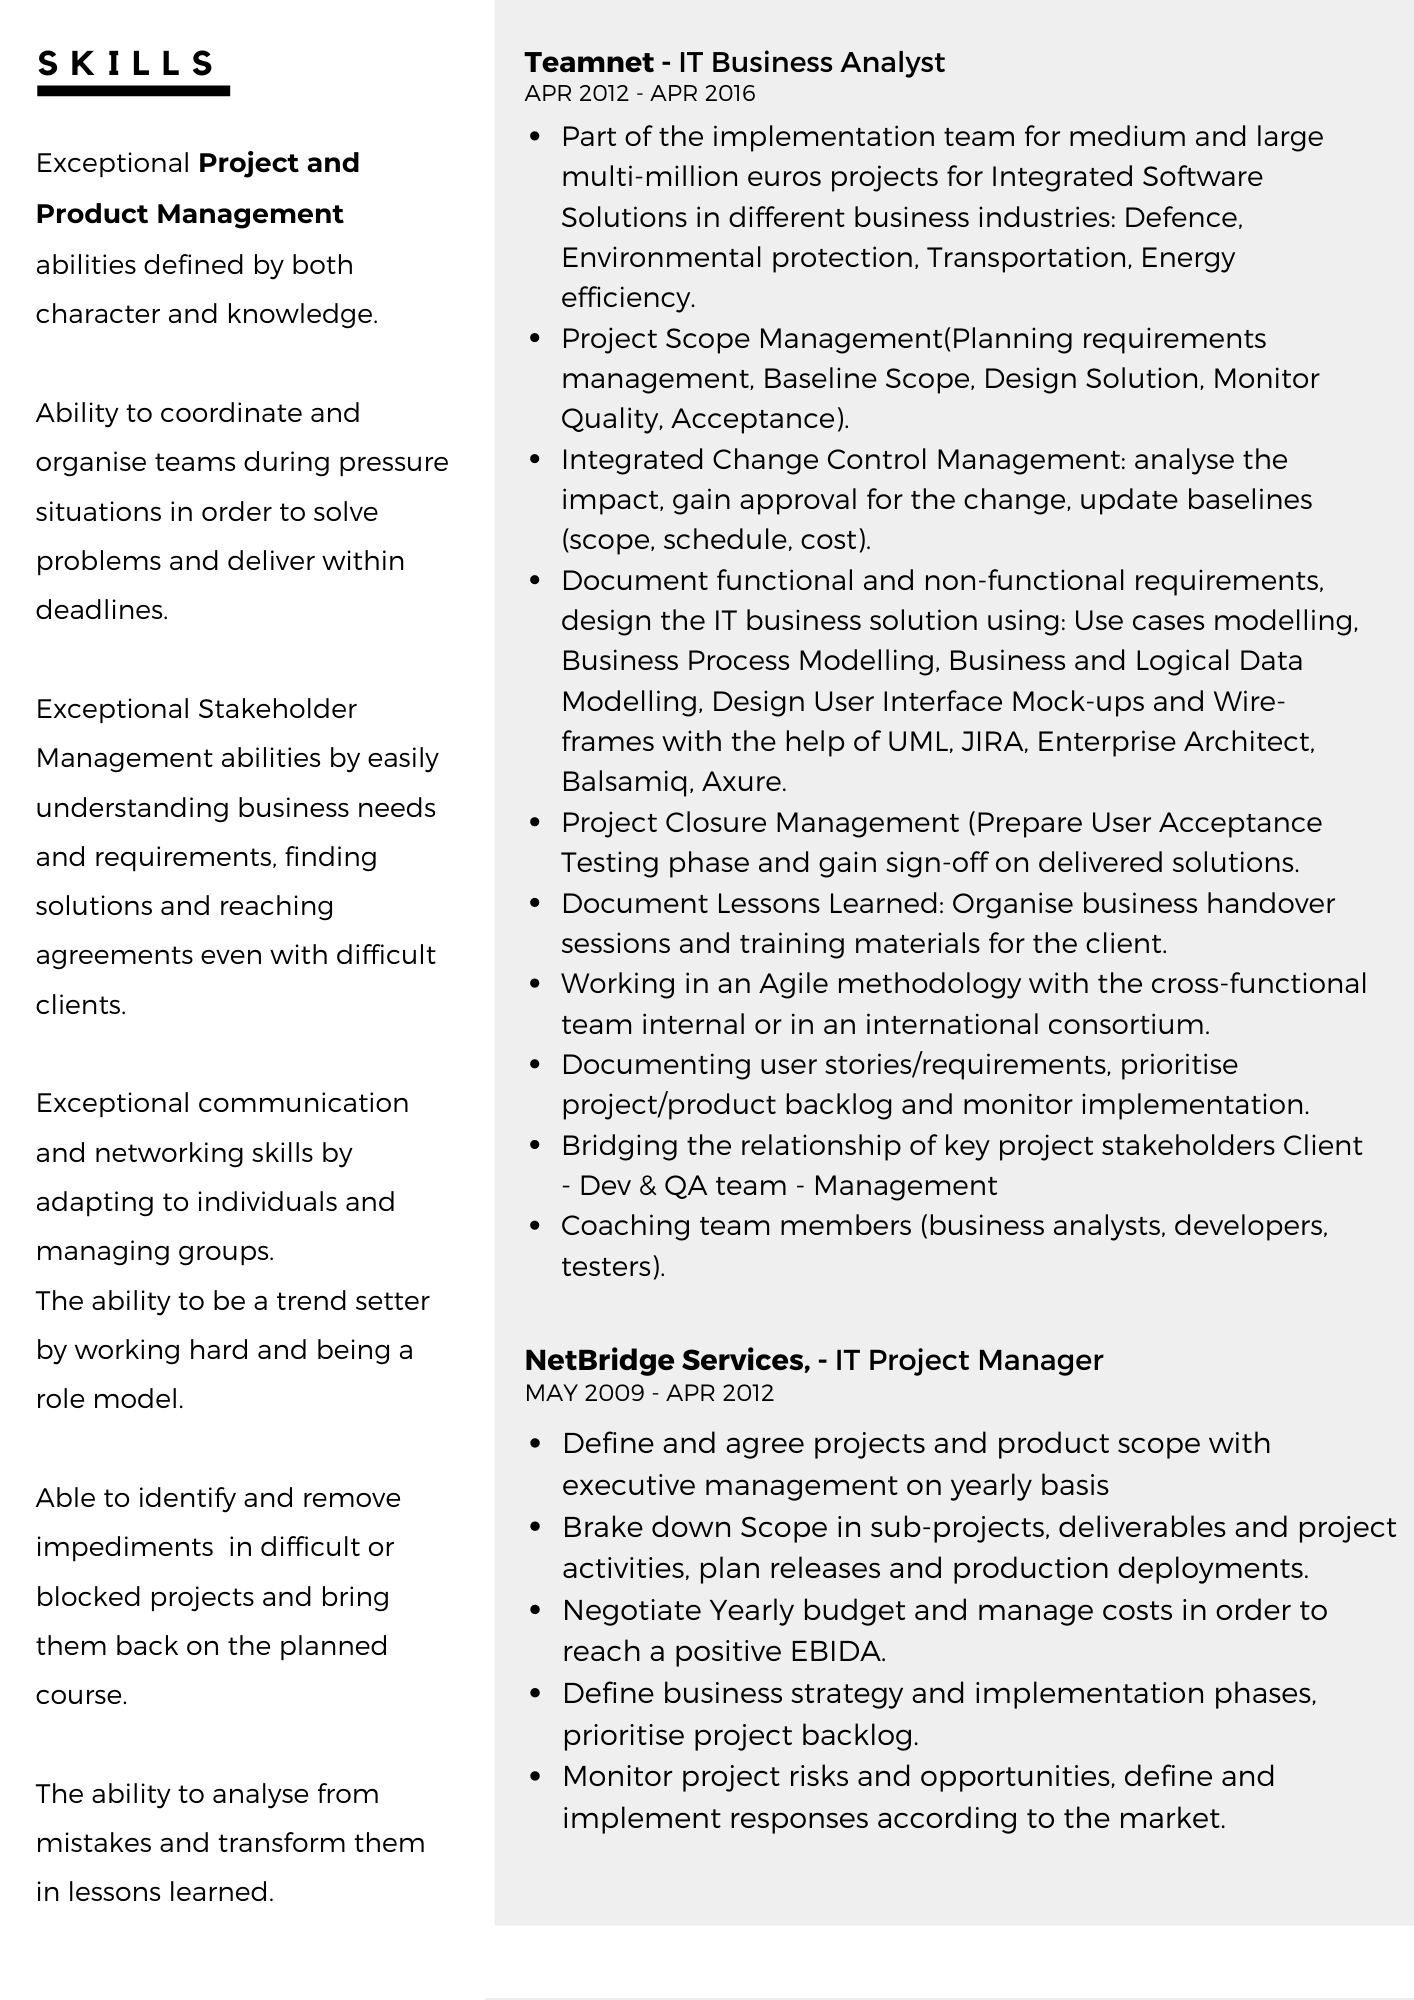 SKILLS
Exceptional Project and
Product Management
abilities defined by both
character and knowledge.
Ability to coordinate and
organise teams during pressure
situations in order to solve
problems and deliver within
deadlines.
Exceptional Stakeholder
Management abilities by easily
understanding business needs
and requirements, finding
solutions and reaching
agreements even with difficult
clients.
Exceptional communication
and networking skills by
adapting to individuals and
managing groups.
The ability to be a trend setter
by working hard and being a
role model.
Able to identify and remove
impediments  in difficult or
blocked projects and bring
them back on the planned
course.
The ability to analyse from
mistakes and transform them
in lessons learned.
Teamnet - IT Business Analyst
APR 2012 - APR 2016
• Part of the implementation team for medium and large
multi-million euros projects for Integrated Software
Solutions in different business industries: Defence,
Environmental protection, Transportation, Energy
efficiency.
• Project Scope Management(Planning requirements
management, Baseline Scope, Design Solution, Monitor
Quality, Acceptance).
• Integrated Change Control Management: analyse the
impact, gain approval for the change, update baselines
(scope, schedule, cost).
• Document functional and non-functional requirements,
design the IT business solution using: Use cases modelling,
Business Process Modelling, Business and Logical Data
Modelling, Design User Interface Mock-ups and Wire-
frames with the help of UML, JIRA, Enterprise Architect,
Balsamiq, Axure.
• Project Closure Management (Prepare User Acceptance
Testing phase and gain sign-off on delivered solutions.
• Document Lessons Learned: Organise business handover
sessions and training materials for the client.
• Working in an Agile methodology with the cross-functional
team internal or in an international consortium.
• Documenting user stories/requirements, prioritise
project/product backlog and monitor implementation.
• Bridging the relationship of key project stakeholders Client
- Dev & QA team - Management
• Coaching team members (business analysts, developers,
testers).
NetBridge Services, - IT Project Manager
MAY 2009 - APR 2012
• Define and agree projects and product scope with
executive management on yearly basis
• Brake down Scope in sub-projects, deliverables and project
activities, plan releases and production deployments.
• Negotiate Yearly budget and manage costs in order to
reach a positive EBIDA.
• Define business strategy and implementation phases,
prioritise project backlog.
• Monitor project risks and opportunities, define and
implement responses according to the market.